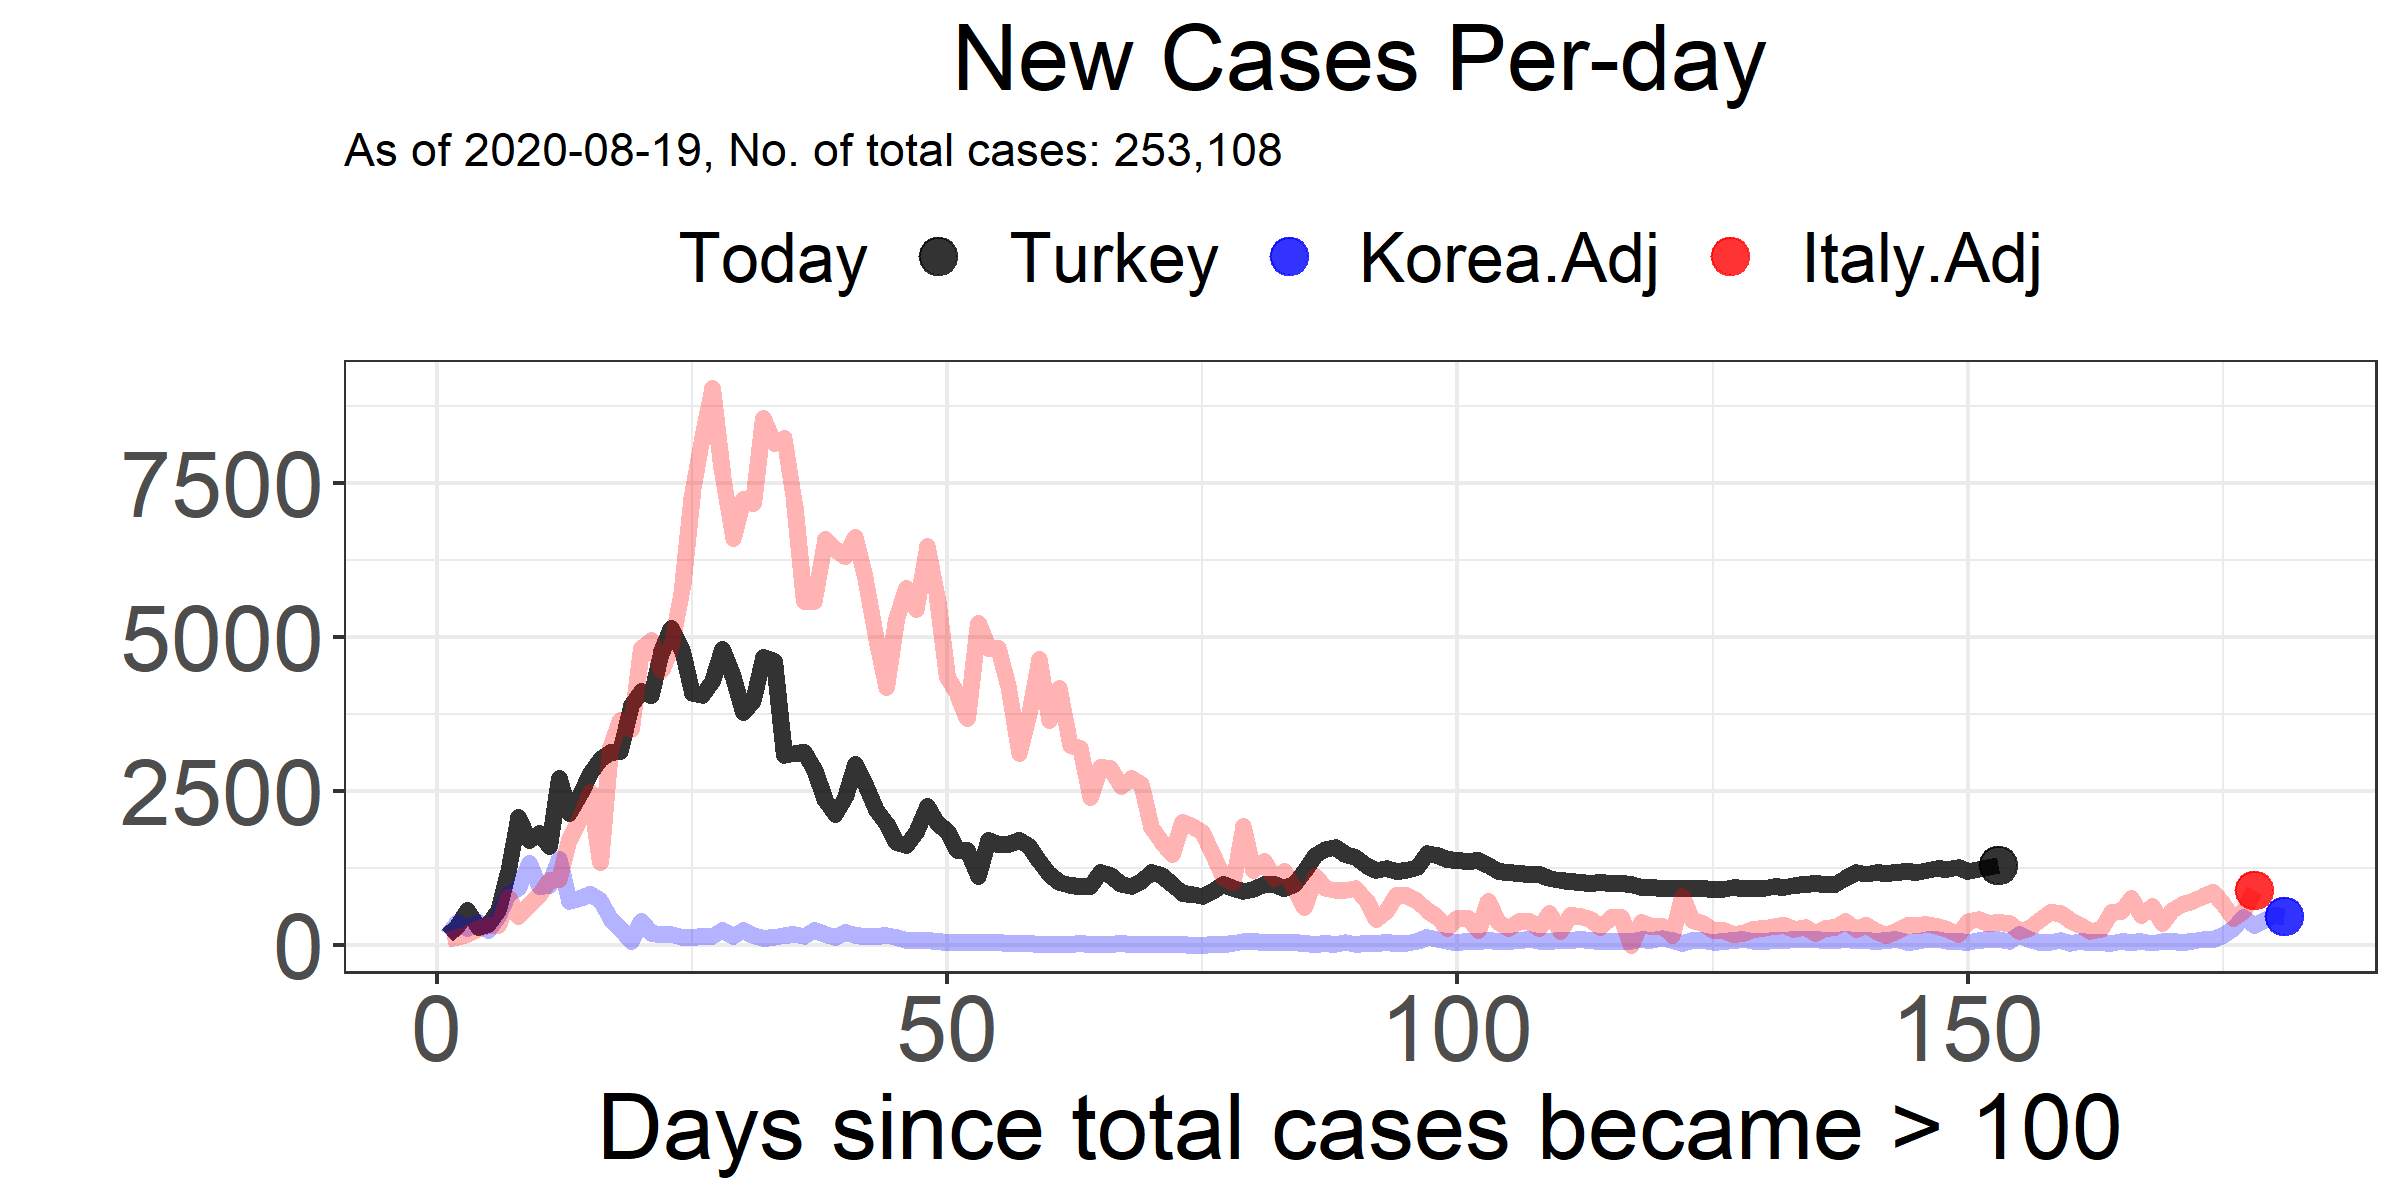 New Cases Per-day
As of 2020-08-19, No. of total cases: 253,108
Today Turkey Korea.Adj Italy.Adj
7500
5000
2500
0
0 50 100 150
Days since total cases became > 100